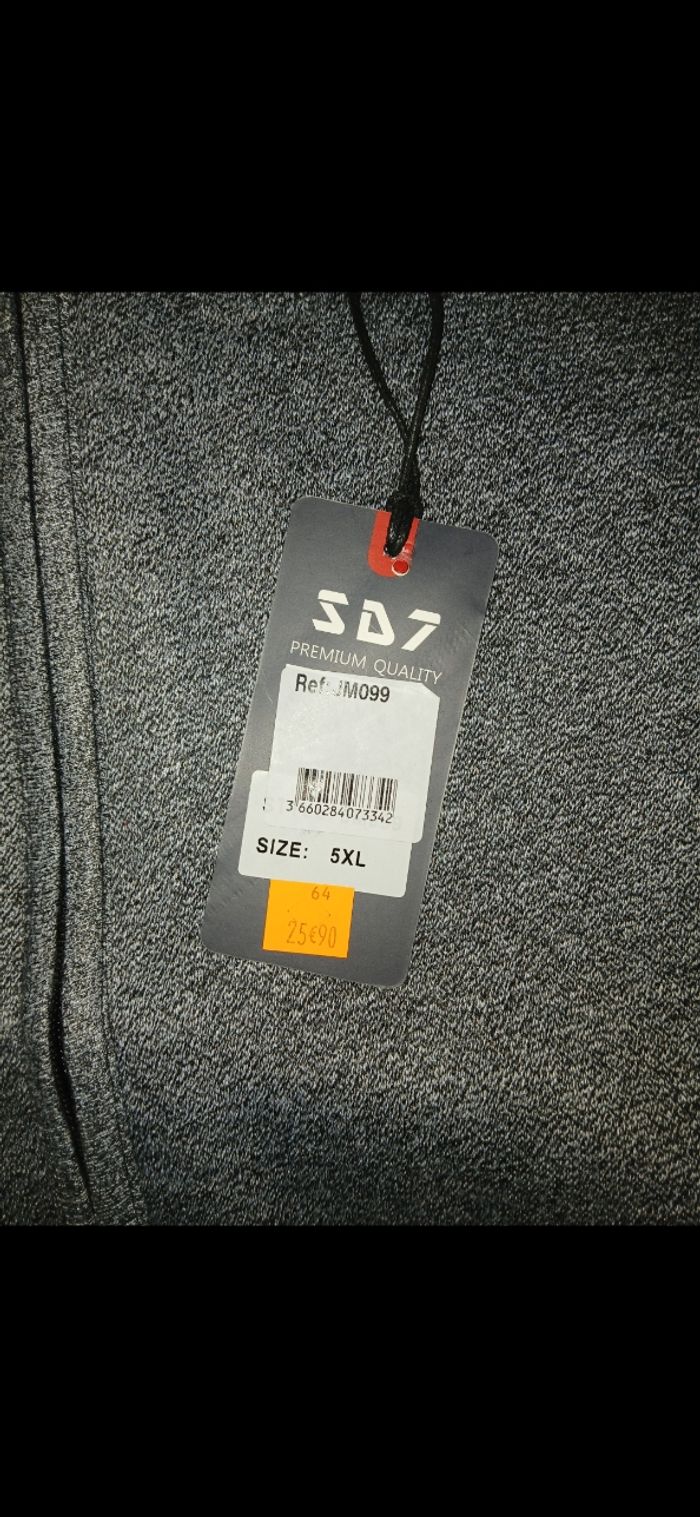 SD7
PREMIUM QUALITY
Ref: JM099
3 660284 073342
SIZE: 5XL
64
25€90